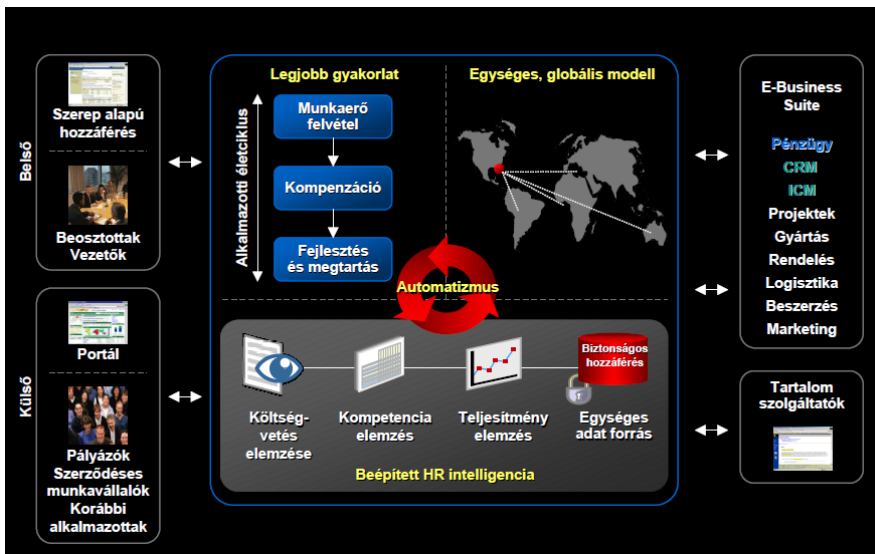 Belső
Szerep alapú
hozzáférés
Beosztottak
Vezetők
Külső
Portál
Pályázók
Szerződéses
munkavállalók
Korábbi
alkalmazottak
Legjobb gyakorlat
Alkalmazotti életciklus
Munkaerő
felvétel
Kompenzáció
Fejlesztés
és megtartás
Egységes, globális modell
Automatizmus
Költség-
vetés
elemzése
Kompetencia
elemzés
Teljesítmény
elemzés
Biztonságos
hozzáférés
Egységes
adat forrás
Beépített HR intelligencia
E-Business
Suite
Pénzügy
CRM
ICM
Projektek
Gyártás
Rendelés
Logisztika
Beszerzés
Marketing
Tartalom
szolgáltatók